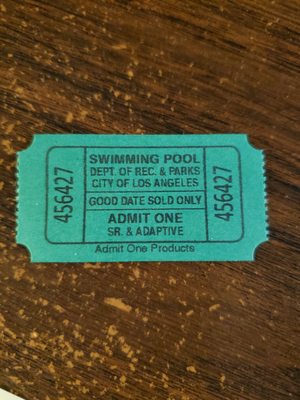 456427
SWIMMING POOL
DEPT. OF REC. & PARKS
CITY OF LOS ANGELES
GOOD DATE SOLD ONLY
ADMIT ONE
SR. & ADAPTIVE
456427
Admit One Products